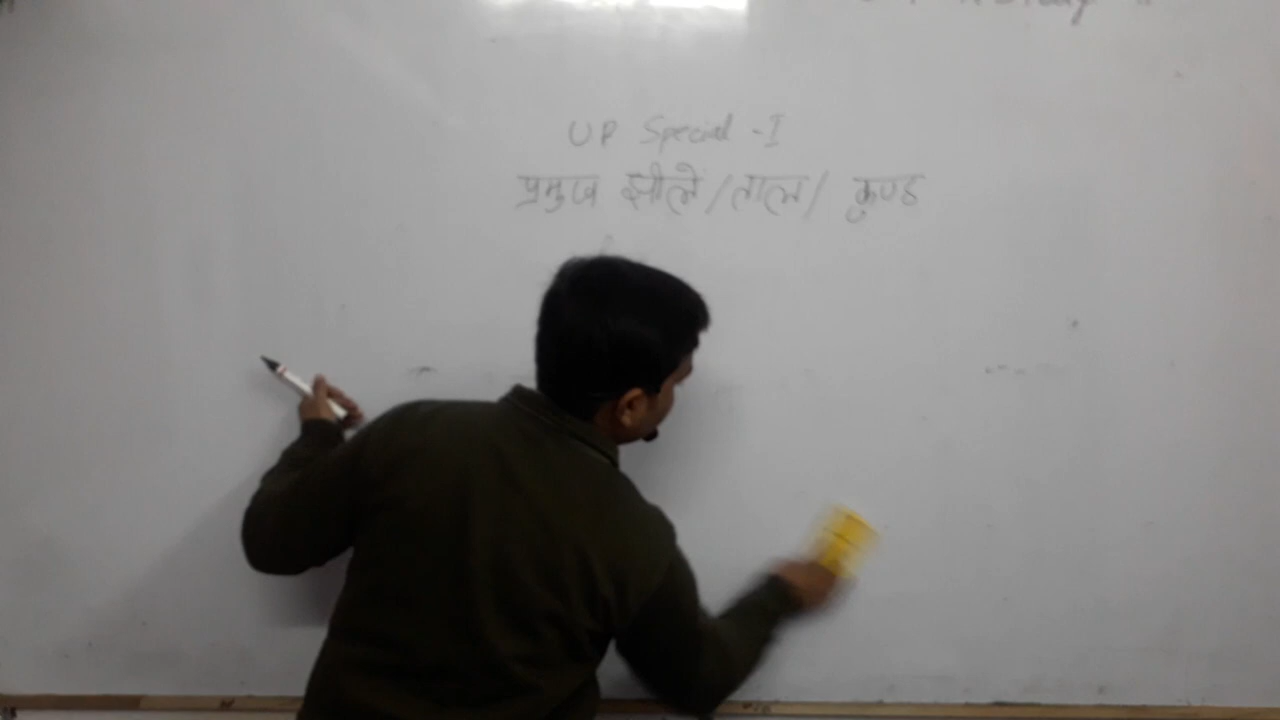 UP Special - I
प्रमुख झीले / ताल / कुण्ड